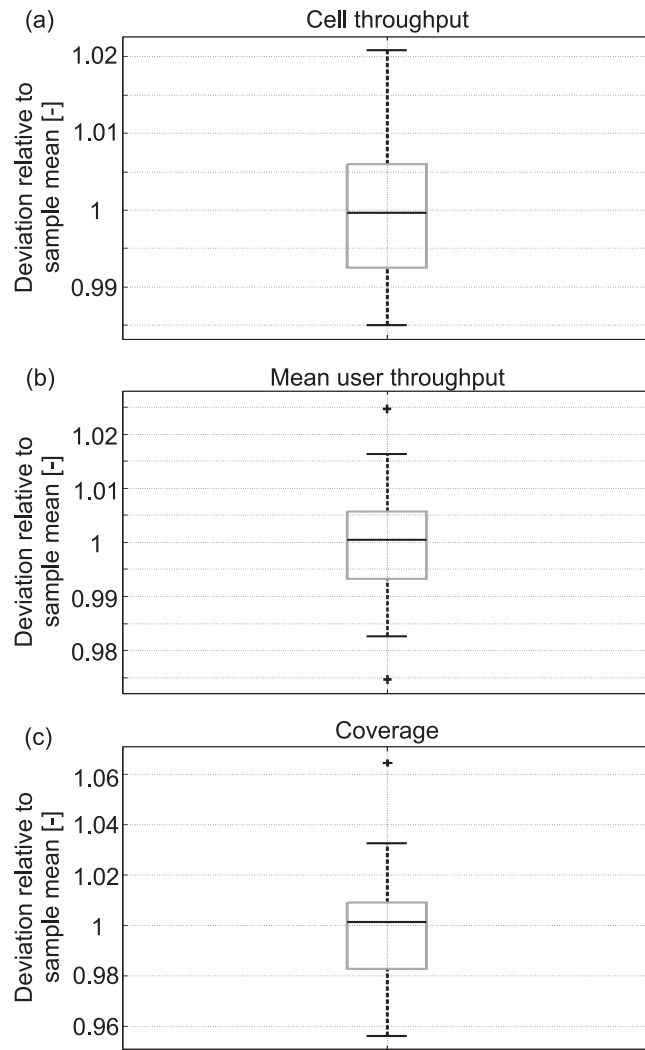 (a)
Cell throughput
Deviation relative to
sample mean [-]
1.02
1.01
1
0.99
(b)
Mean user throughput
Deviation relative to
sample mean [-]
1.02
1.01
1
0.99
0.98
(c)
Coverage
Deviation relative to
sample mean [-]
1.06
1.04
1.02
1
0.98
0.96